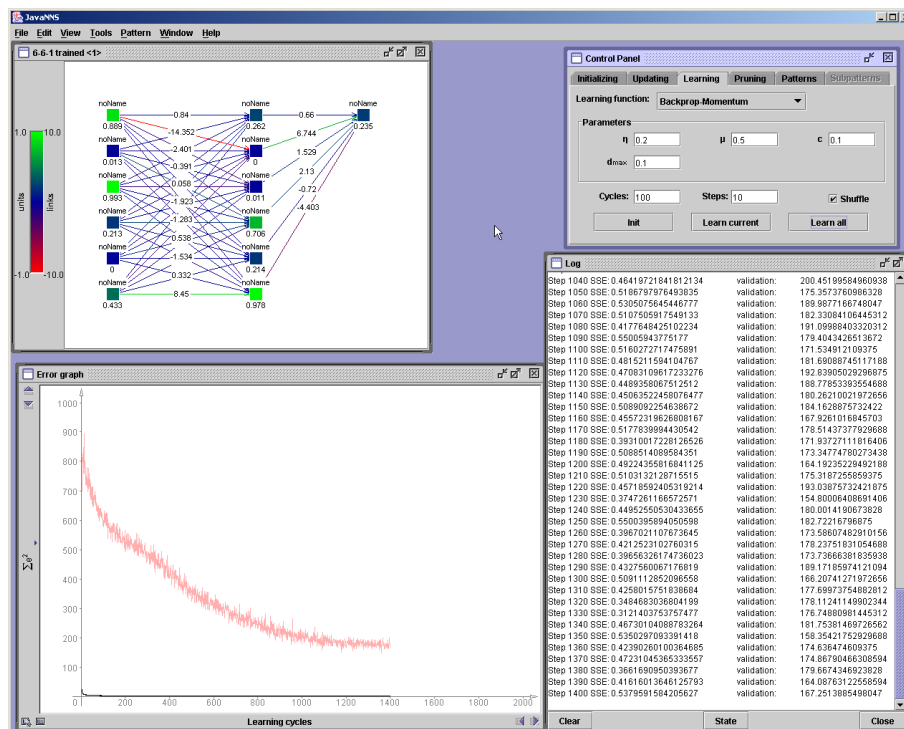 JavaNNS
File Edit View Tools Pattern Window Help
6-6-1 trained <1>
noName noName noName
0.84 0.66
0.889 0.262 0.235
-14.352 6.744
noName noName
-2.401 1.529
0.013 0
-0.391
noName noName
2.13
0.058
0.993 0.011
-0.72
-1.923
noName noName
-4.403
-1.283
0.213 0.706
0.538
noName noName
-1.534
0 0.214
0.332
noName noName
8.45
0.433 0.978
1.0 10.0
units
links
-1.0 -10.0
Control Panel
Initializing Updating Learning Pruning Patterns Subpatterns
Learning function: Backprop-Momentum
Parameters
η 0.2 μ 0.5 c 0.1
dmax 0.1
Cycles: 100 Steps: 10 Shuffle
Init Learn current Learn all
Error graph
1000
900
800
700
600
500
400
300
200
100
Σe²
0 200 400 600 800 1000 1200 1400 1600 1800 2000
Learning cycles
Log
Step 1040 SSE: 0.46419721841812134 validation: 200.45199584960938
Step 1050 SSE: 0.5186797976493835 validation: 175.3573760986328
Step 1060 SSE: 0.5305075645446777 validation: 189.9877166748047
Step 1070 SSE: 0.5107505917549133 validation: 182.33084106445312
Step 1080 SSE: 0.4177648425102234 validation: 191.09988403320312
Step 1090 SSE: 0.55005943775177 validation: 179.4043426513672
Step 1100 SSE: 0.5160272717475891 validation: 171.534912109375
Step 1110 SSE: 0.4815211594104767 validation: 181.69088745117188
Step 1120 SSE: 0.47083109617233276 validation: 192.83905029296875
Step 1130 SSE: 0.4489358067512512 validation: 188.77853393554688
Step 1140 SSE: 0.45063522458076477 validation: 180.26210021972656
Step 1150 SSE: 0.5089092254638672 validation: 184.1628875732422
Step 1160 SSE: 0.45572319626808167 validation: 167.9261016845703
Step 1170 SSE: 0.5177839994430542 validation: 178.51437377929688
Step 1180 SSE: 0.39310017228126526 validation: 171.93727111816406
Step 1190 SSE: 0.5088514089584351 validation: 173.34774780273438
Step 1200 SSE: 0.49224355816841125 validation: 164.19235229492188
Step 1210 SSE: 0.5103132128715515 validation: 175.3187255859375
Step 1220 SSE: 0.45718592405319214 validation: 193.03875732421875
Step 1230 SSE: 0.3747261166572571 validation: 154.80006408691406
Step 1240 SSE: 0.44952550530433655 validation: 180.0014190673828
Step 1250 SSE: 0.5500395894050598 validation: 182.72216796875
Step 1260 SSE: 0.3967021107673645 validation: 173.58607482910156
Step 1270 SSE: 0.4212523102760315 validation: 178.23751831054688
Step 1280 SSE: 0.39656326174736023 validation: 173.73666381835938
Step 1290 SSE: 0.4327560067176819 validation: 189.17185974121094
Step 1300 SSE: 0.5091112852096558 validation: 166.20741271972656
Step 1310 SSE: 0.4258015751838684 validation: 177.69973754882812
Step 1320 SSE: 0.3484683036804199 validation: 178.11241149902344
Step 1330 SSE: 0.3121403753757477 validation: 176.74880981445312
Step 1340 SSE: 0.46730104088783264 validation: 181.75381469726562
Step 1350 SSE: 0.5350297093391418 validation: 158.35421752929688
Step 1360 SSE: 0.42390260100364685 validation: 174.636474609375
Step 1370 SSE: 0.47231045365333557 validation: 174.86790466308594
Step 1380 SSE: 0.3661690950393677 validation: 179.6674346923828
Step 1390 SSE: 0.41616013646125793 validation: 164.08763122558594
Step 1400 SSE: 0.5379591584205627 validation: 167.2513885498047
Clear State Close